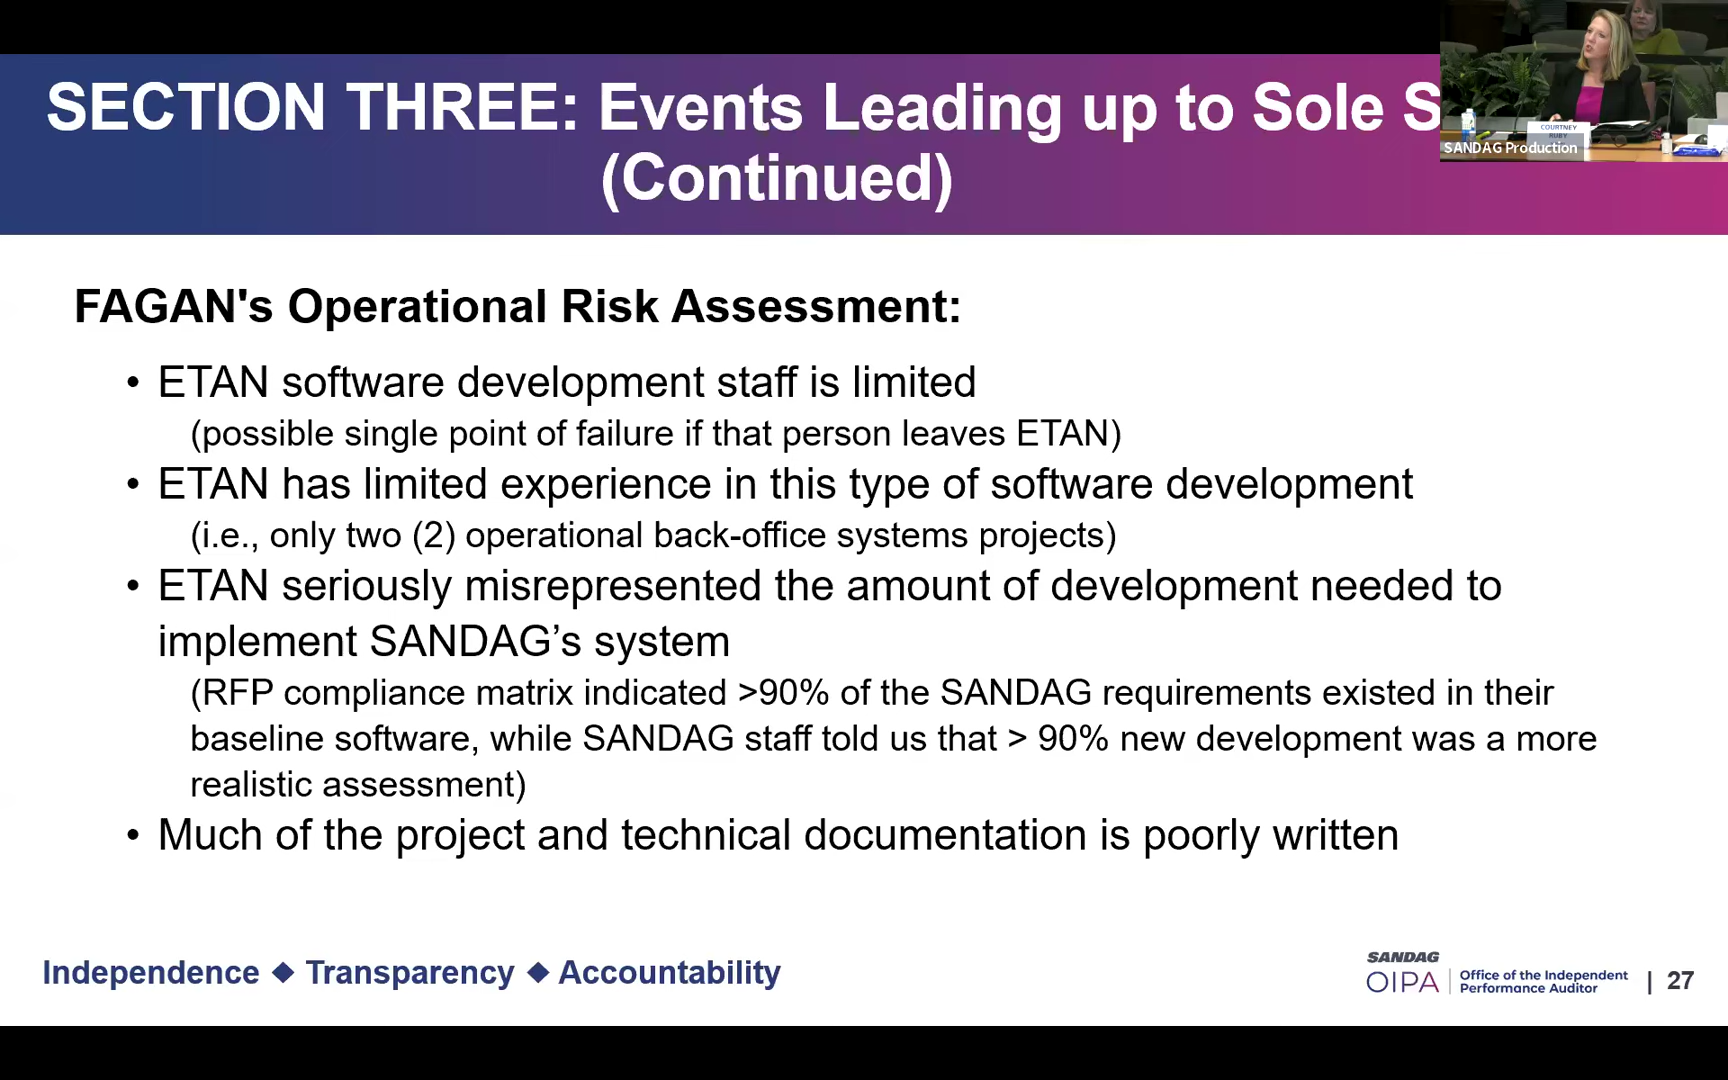 SECTION THREE: Events Leading up to Sole S
(Continued)
COURTNEY
RUBY
SANDAG Production
FAGAN's Operational Risk Assessment:
• ETAN software development staff is limited
(possible single point of failure if that person leaves ETAN)
• ETAN has limited experience in this type of software development
(i.e., only two (2) operational back-office systems projects)
• ETAN seriously misrepresented the amount of development needed to
implement SANDAG’s system
(RFP compliance matrix indicated >90% of the SANDAG requirements existed in their
baseline software, while SANDAG staff told us that > 90% new development was a more
realistic assessment)
• Much of the project and technical documentation is poorly written
Independence ◆ Transparency ◆ Accountability
SANDAG
OIPA | Office of the Independent
Performance Auditor
| 27